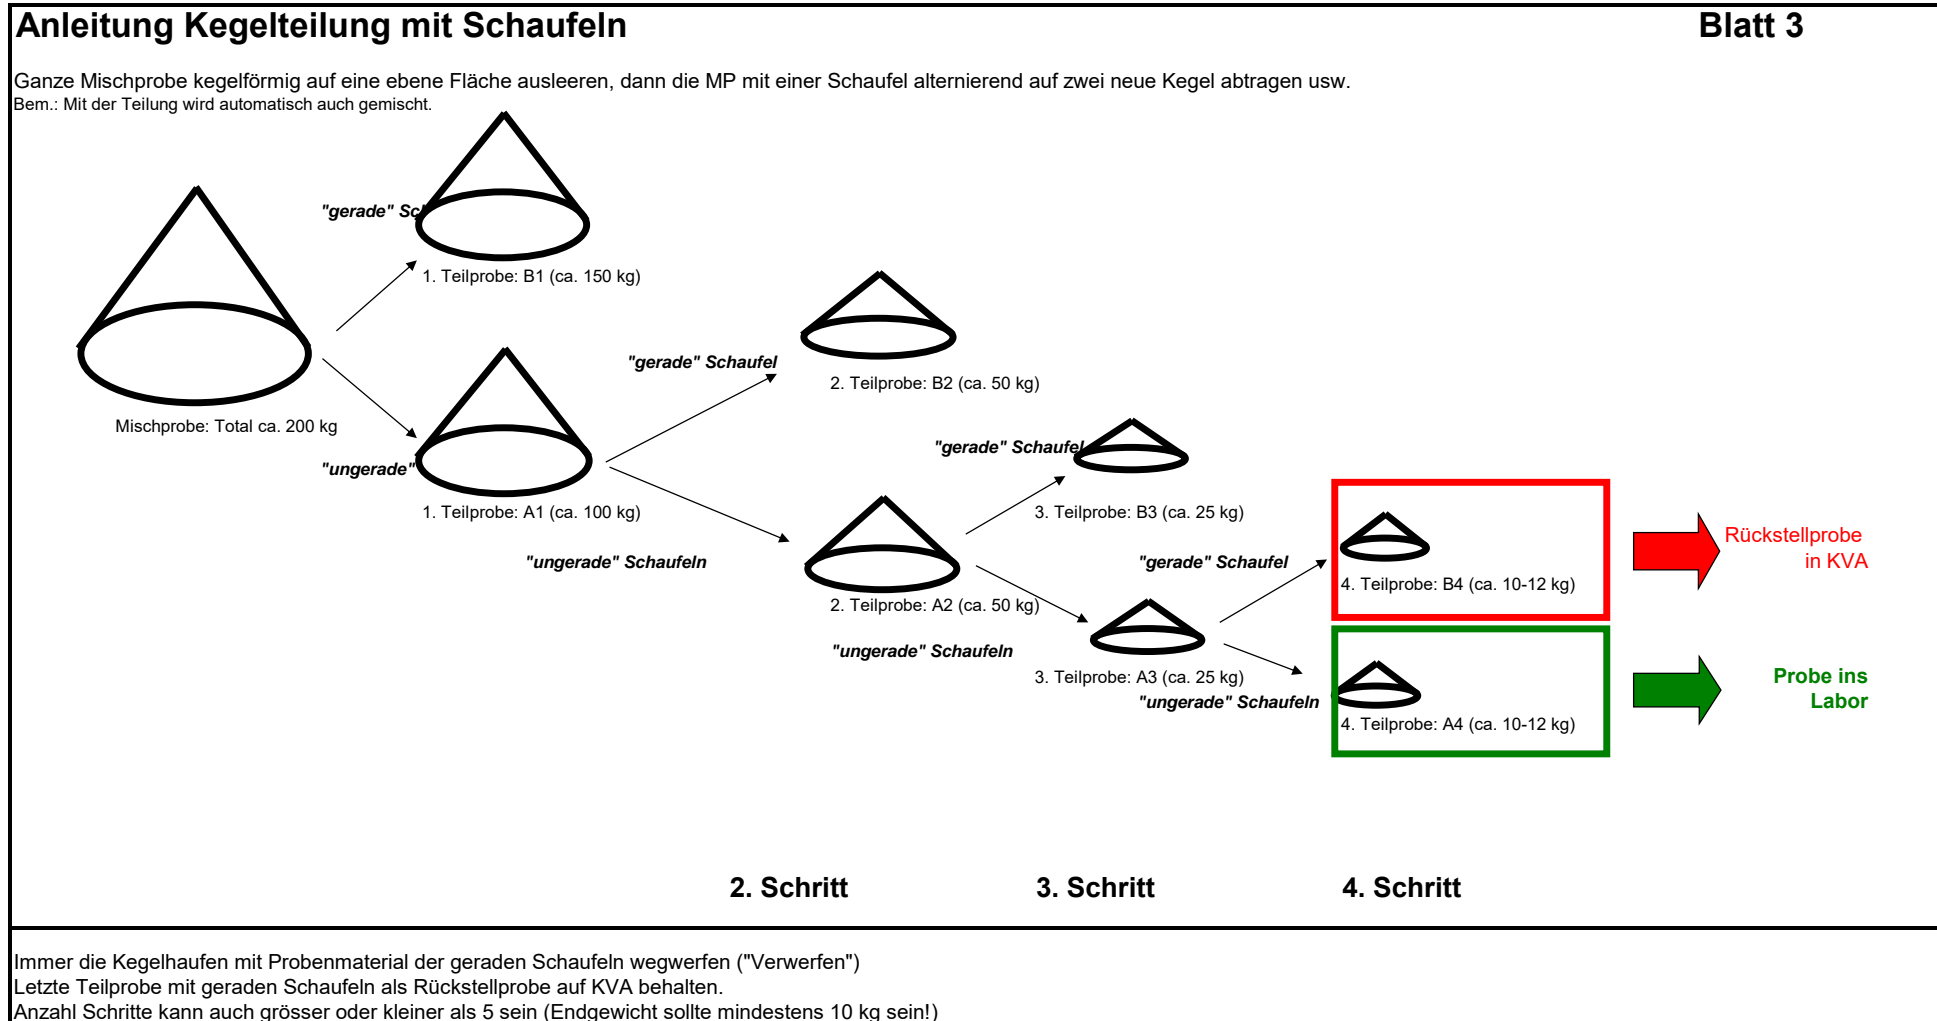 Anleitung Kegelteilung mit Schaufeln
Blatt 3
Ganze Mischprobe kegelförmig auf eine ebene Fläche ausleeren, dann die MP mit einer Schaufel alternierend auf zwei neue Kegel abtragen usw.
Bem.: Mit der Teilung wird automatisch auch gemischt.
"gerade"
1. Teilprobe: B1 (ca. 150 kg)
"gerade" Schaufel
2. Teilprobe: B2 (ca. 50 kg)
Mischprobe: Total ca. 200 kg
"ungerade"
1. Teilprobe: A1 (ca. 100 kg)
"gerade" Schaufel
3. Teilprobe: B3 (ca. 25 kg)
"ungerade" Schaufeln
2. Teilprobe: A2 (ca. 50 kg)
"gerade" Schaufel
4. Teilprobe: B4 (ca. 10-12 kg)
Rückstellprobe
in KVA
"ungerade" Schaufeln
3. Teilprobe: A3 (ca. 25 kg)
"ungerade" Schaufeln
4. Teilprobe: A4 (ca. 10-12 kg)
Probe ins
Labor
2. Schritt
3. Schritt
4. Schritt
Immer die Kegelhaufen mit Probenmaterial der geraden Schaufeln wegwerfen ("Verwerfen")
Letzte Teilprobe mit geraden Schaufeln als Rückstellprobe auf KVA behalten.
Anzahl Schritte kann auch grösser oder kleiner als 5 sein (Endgewicht sollte mindestens 10 kg sein!)